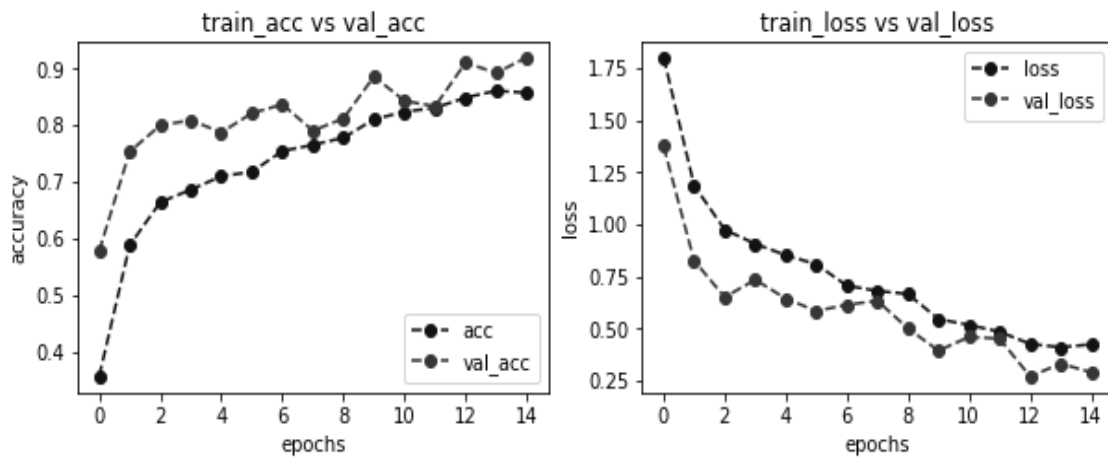 train_acc vs val_acc
accuracy
0.9
0.8
0.7
0.6
0.5
0.4
acc
val_acc
0 2 4 6 8 10 12 14
epochs
train_loss vs val_loss
loss
1.75
1.50
1.25
1.00
0.75
0.50
0.25
loss
val_loss
0 2 4 6 8 10 12 14
epochs